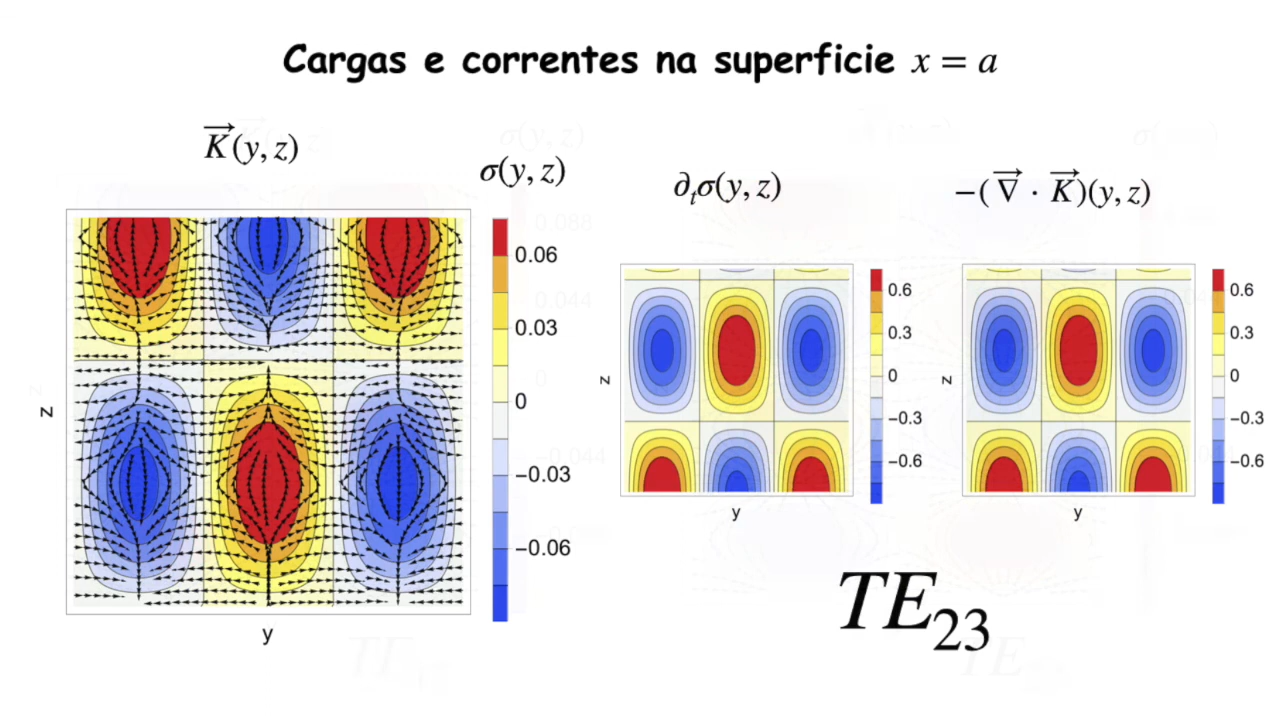 Cargas e correntes na superficie x = a
K⃗(y, z)
σ(y, z)
0.06
0.03
0
−0.03
−0.06
z
y
∂ₜσ(y, z)
0.6
0.3
0
−0.3
−0.6
z
y
−(∇⃗ · K⃗)(y, z)
0.6
0.3
0
−0.3
−0.6
z
y
TE₂₃